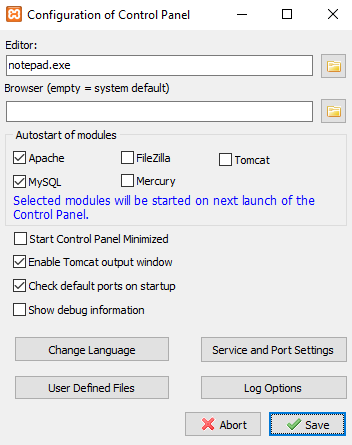 Configuration of Control Panel
Editor:
notepad.exe
Browser (empty = system default)
Autostart of modules
Apache FileZilla Tomcat
MySQL Mercury
Selected modules will be started on next launch of the
Control Panel.
Start Control Panel Minimized
Enable Tomcat output window
Check default ports on startup
Show debug information
Change Language Service and Port Settings
User Defined Files Log Options
Abort Save